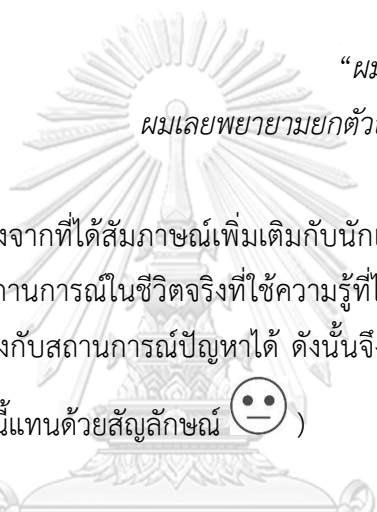 “ผม
ผมเลยพยายามยกตัว
งจากที่ได้สัมภาษณ์เพิ่มเติมกับนัก
านการณ์ในชีวิตจริงที่ใช้ความรู้ที่
งกับสถานการณ์ปัญหาได้ ดังนั้นจึ
นี้แทนด้วยสัญลักษณ์ )